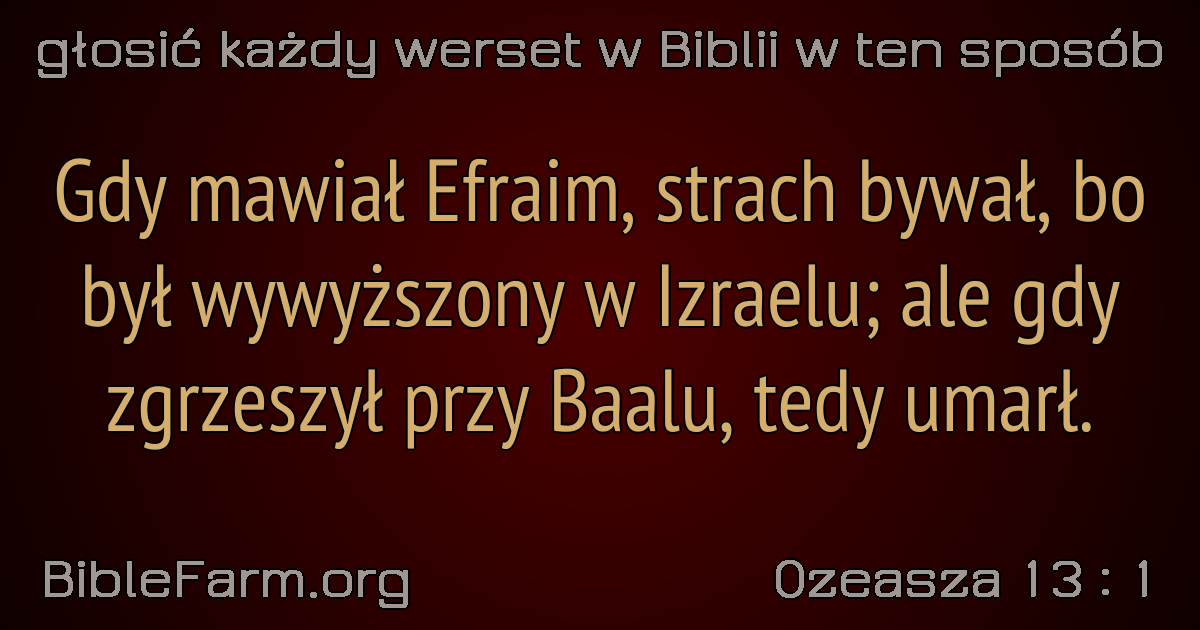 głosić każdy werset w Biblii w ten sposób
Gdy mawiał Efraim, strach bywał, bo
był wywyższony w Izraelu; ale gdy
zgrzeszył przy Baalu, tedy umarł.
BibleFarm.org
Ozeasza 13 : 1